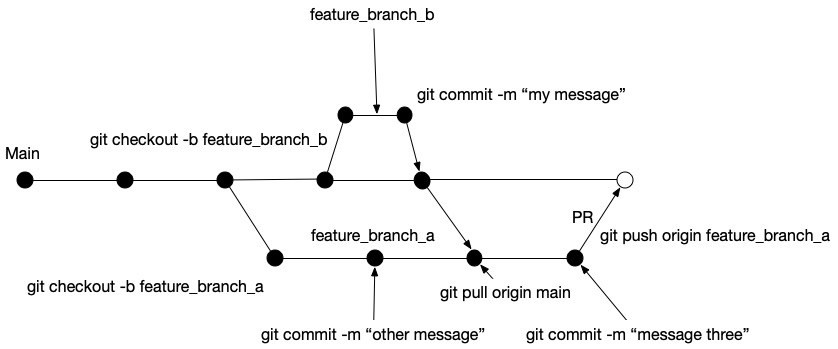 feature_branch_b
git commit -m “my message”
git checkout -b feature_branch_b
Main
PR
feature_branch_a
git push origin feature_branch_a
git checkout -b feature_branch_a
git pull origin main
git commit -m “other message”
git commit -m “message three”